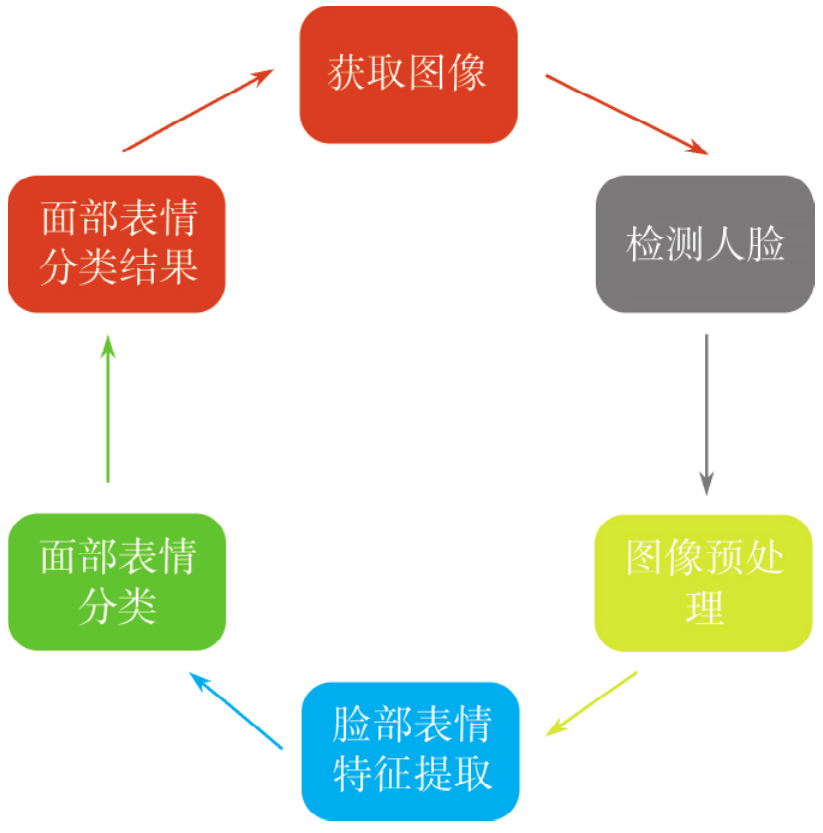 获取图像
检测人脸
图像预处
理
脸部表情
特征提取
面部表情
分类
面部表情
分类结果